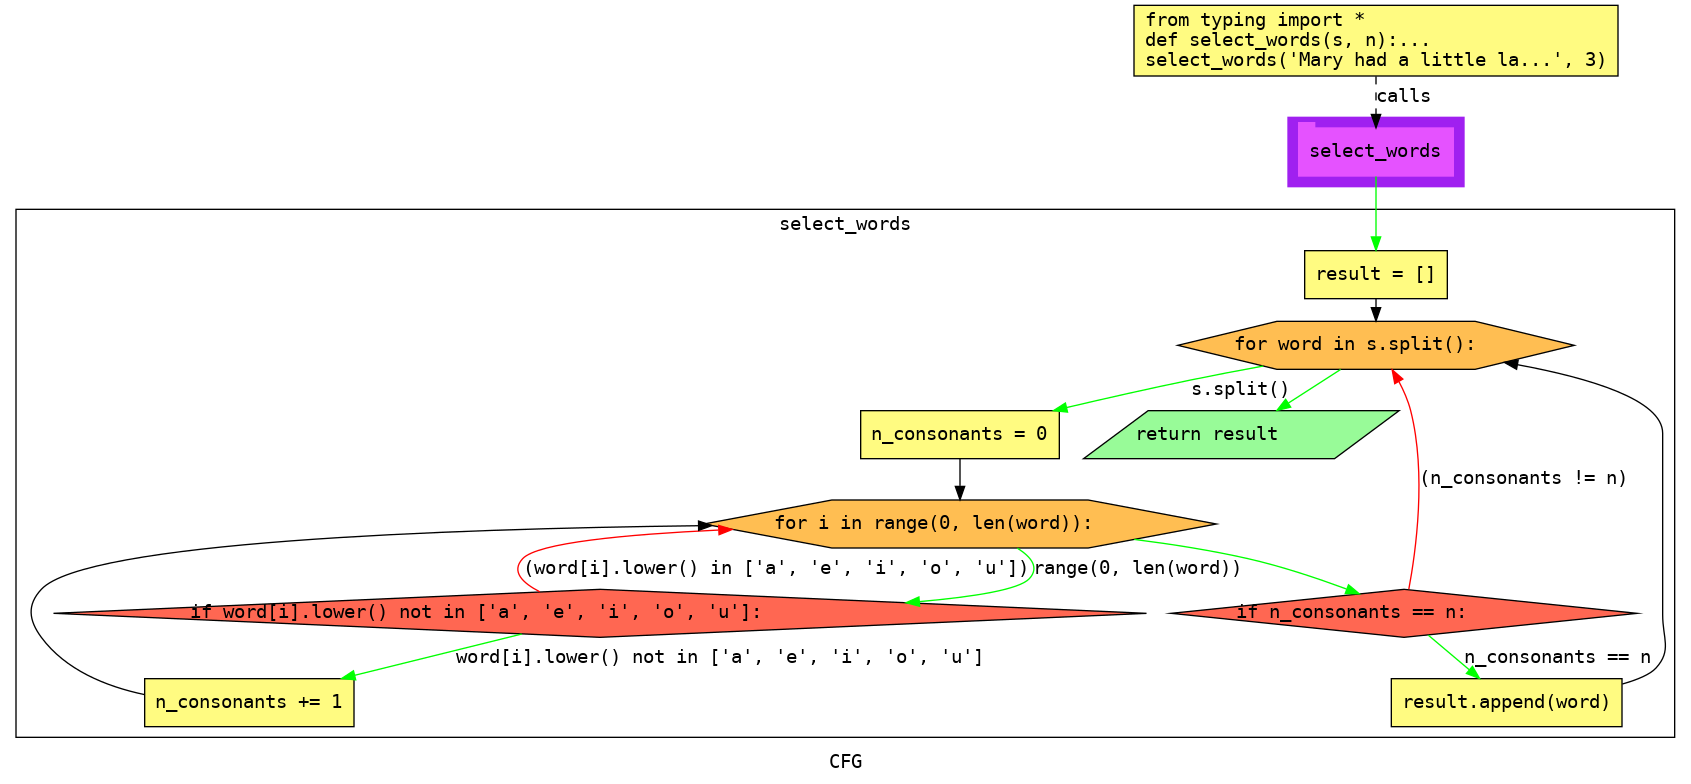 from typing import *
def select_words(s, n):...
select_words('Mary had a little la...', 3)
calls
select_words
select_words
result = []
for word in s.split():
s.split()
n_consonants = 0
return result
(n_consonants != n)
for i in range(0, len(word)):
(word[i].lower() in ['a', 'e', 'i', 'o', 'u'])
range(0, len(word))
if word[i].lower() not in ['a', 'e', 'i', 'o', 'u']:
if n_consonants == n:
word[i].lower() not in ['a', 'e', 'i', 'o', 'u']
n_consonants == n
n_consonants += 1
result.append(word)
CFG